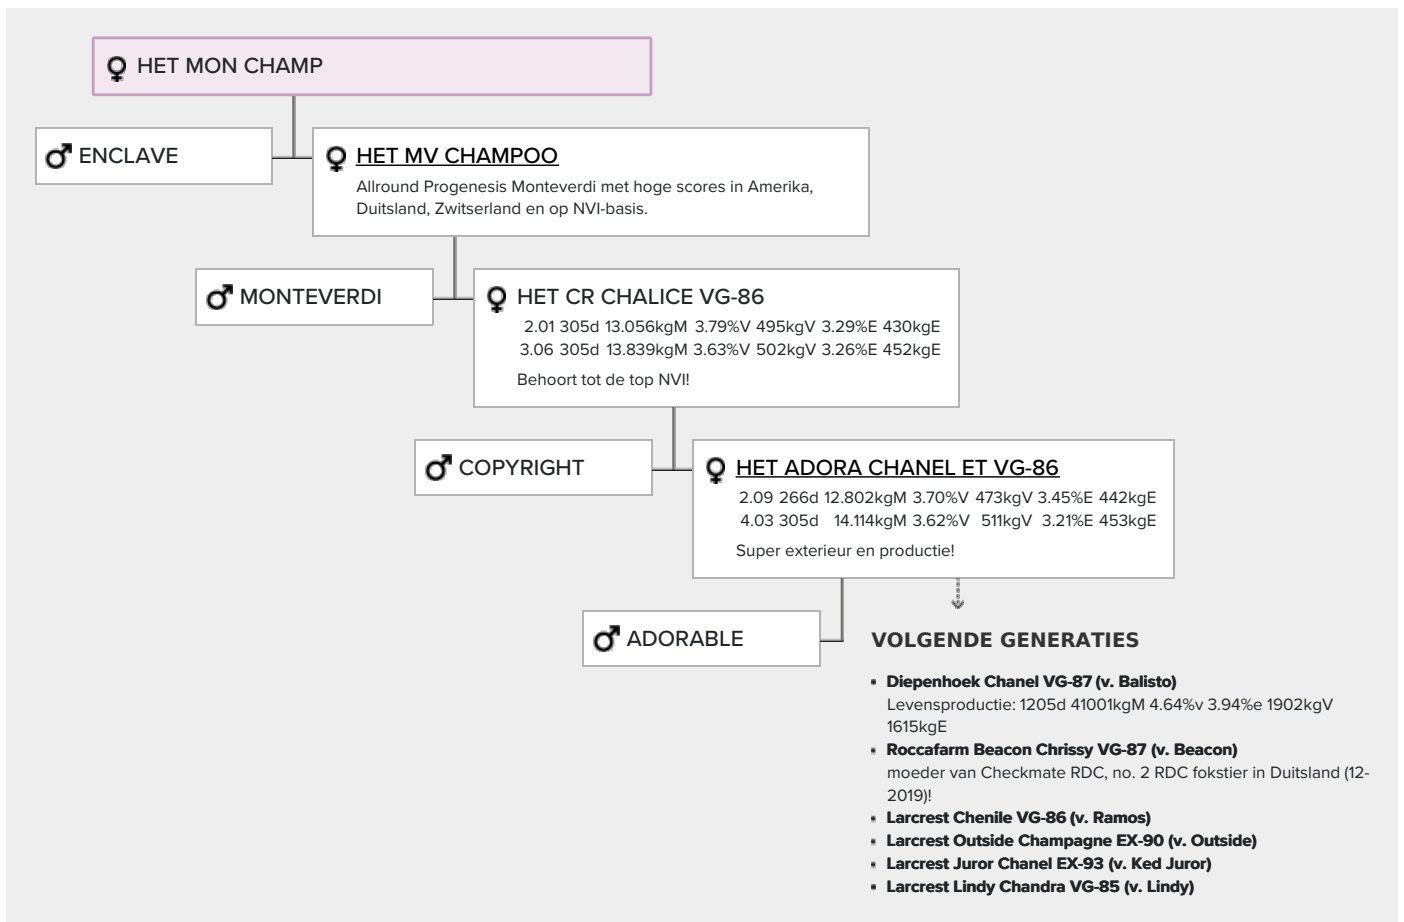 HET MON CHAMP
ENCLAVE
HET MV CHAMPOO
Allround Progenesis Monteverdi met hoge scores in Amerika,
Duitsland, Zwitserland en op NVI-basis.
MONTEVERDI
HET CR CHALICE VG-86
2.01 305d 13.056kgM 3.79%V 495kgV 3.29%E 430kgE
3.06 305d 13.839kgM 3.63%V 502kgV 3.26%E 452kgE
Behoort tot de top NVI!
COPYRIGHT
HET ADORA CHANEL ET VG-86
2.09 266d 12.802kgM 3.70%V 473kgV 3.45%E 442kgE
4.03 305d 14.114kgM 3.62%V 511kgV 3.21%E 453kgE
Super exterieur en productie!
ADORABLE
VOLGENDE GENERATIES
Diepenhoek Chanel VG-87 (v. Balisto)
Levensproductie: 1205d 41001kgM 4.64%v 3.94%e 1902kgV
1615kgE
Roccafarm Beacon Chrissy VG-87 (v. Beacon)
moeder van Checkmate RDC, no. 2 RDC fokstier in Duitsland (12-
2019)!
Larcrest Chenile VG-86 (v. Ramos)
Larcrest Outside Champagne EX-90 (v. Outside)
Larcrest Juror Chanel EX-93 (v. Ked Juror)
Larcrest Lindy Chandra VG-85 (v. Lindy)